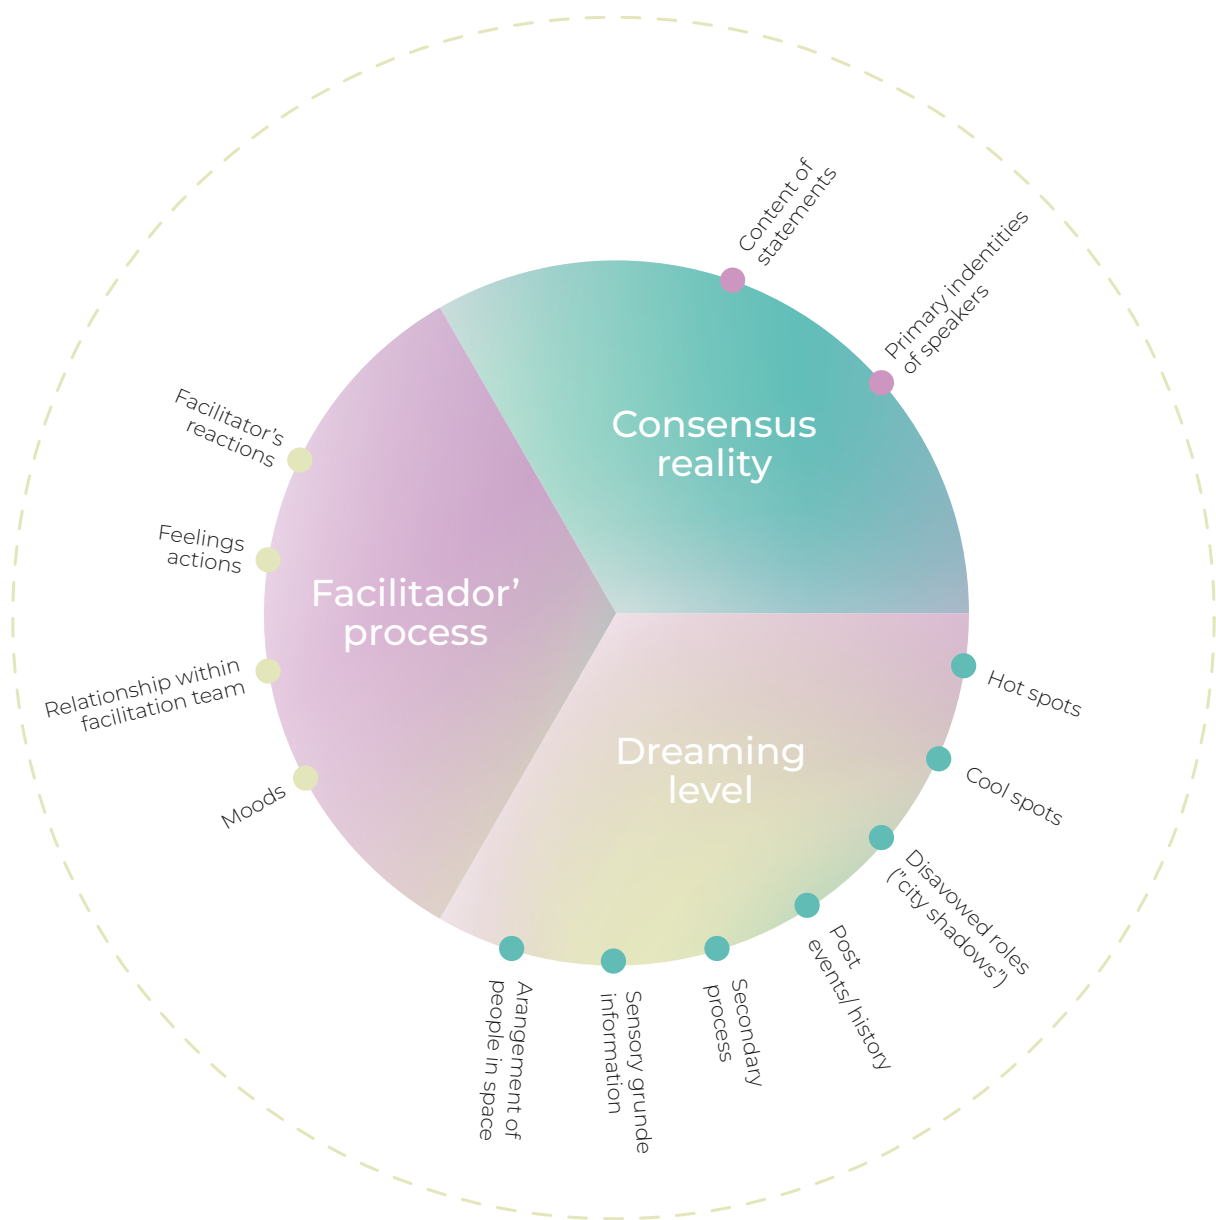 Content of
statements
Primary indentities
of speakers
Consensus
reality
Facilitator's
reactions
Feelings
actions
Relationship within
facilitation team
Moods
Facilitador’
process
Dreaming
level
Hot spots
Cool spots
Disavowed roles
("city shadows")
Post
events/ history
Secondary
process
Sensory grunde
information
Arangement of
people in space